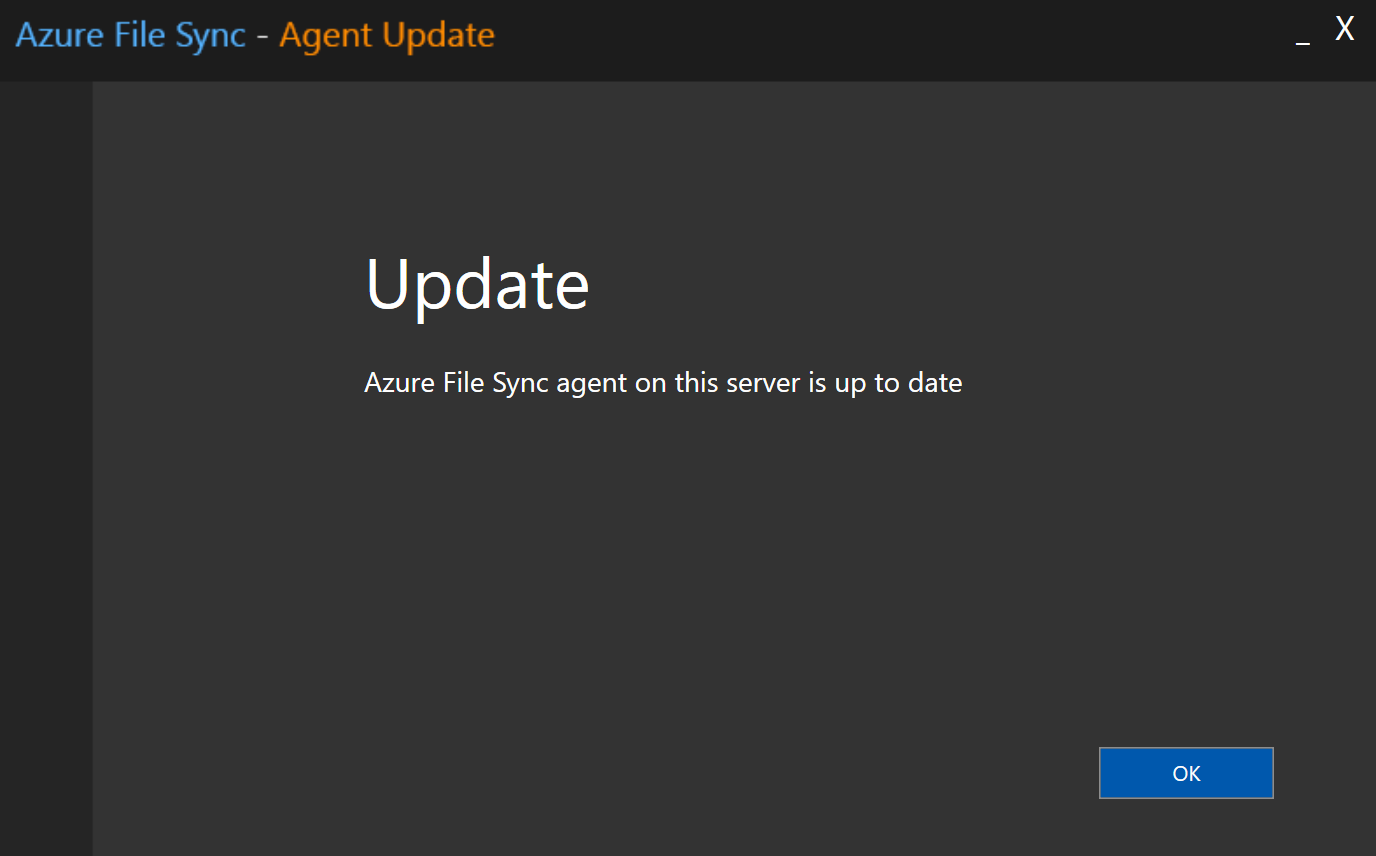 Azure File Sync - Agent Update
_ X
Update
Azure File Sync agent on this server is up to date
OK